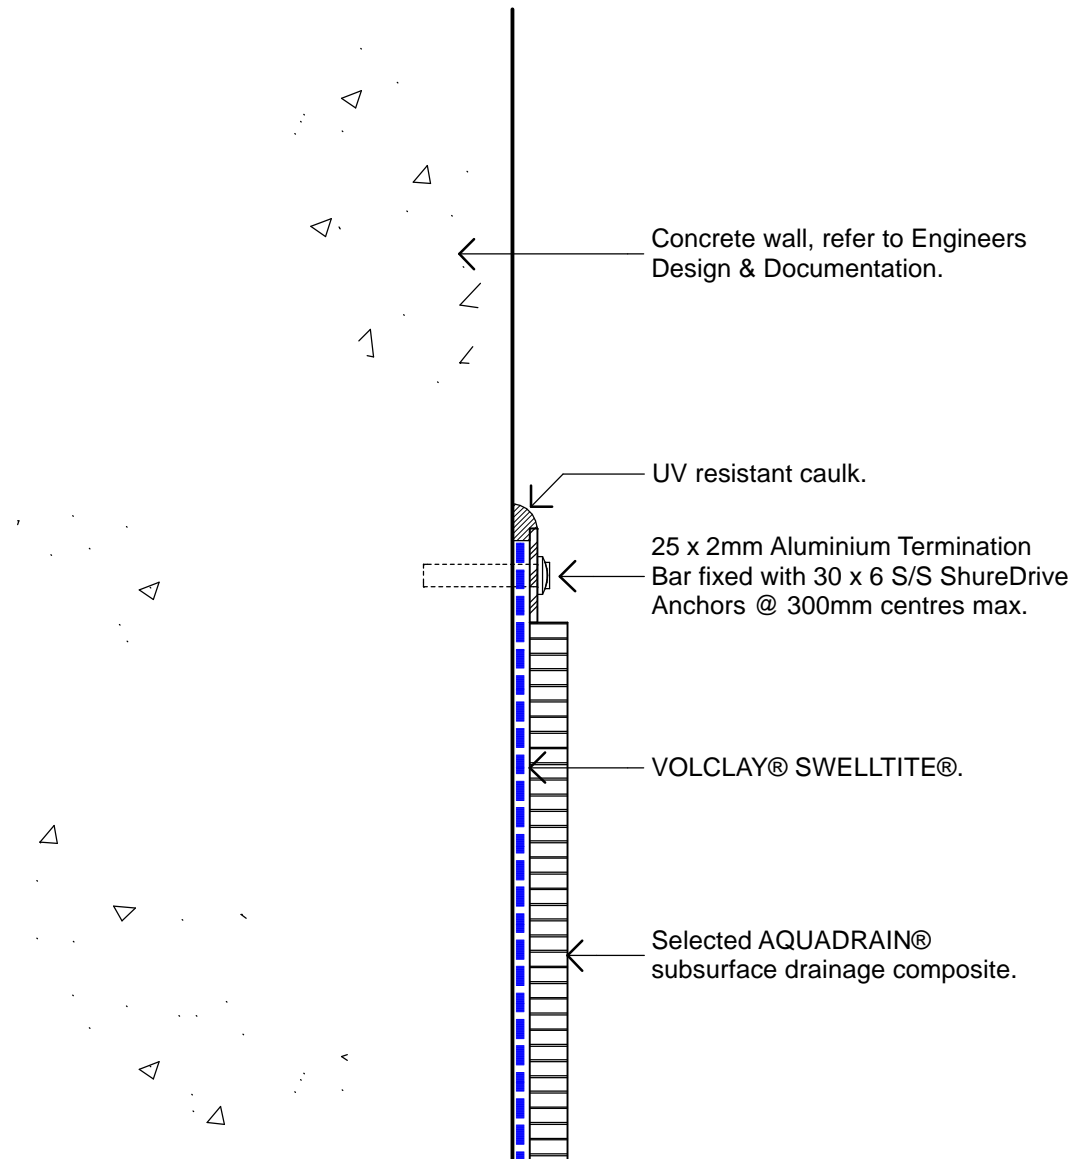 Concrete wall, refer to Engineers
Design & Documentation.
UV resistant caulk.
25 x 2mm Aluminium Termination
Bar fixed with 30 x 6 S/S ShureDrive
Anchors @ 300mm centres max.
VOLCLAY® SWELLTITE®.
Selected AQUADRAIN®
subsurface drainage composite.